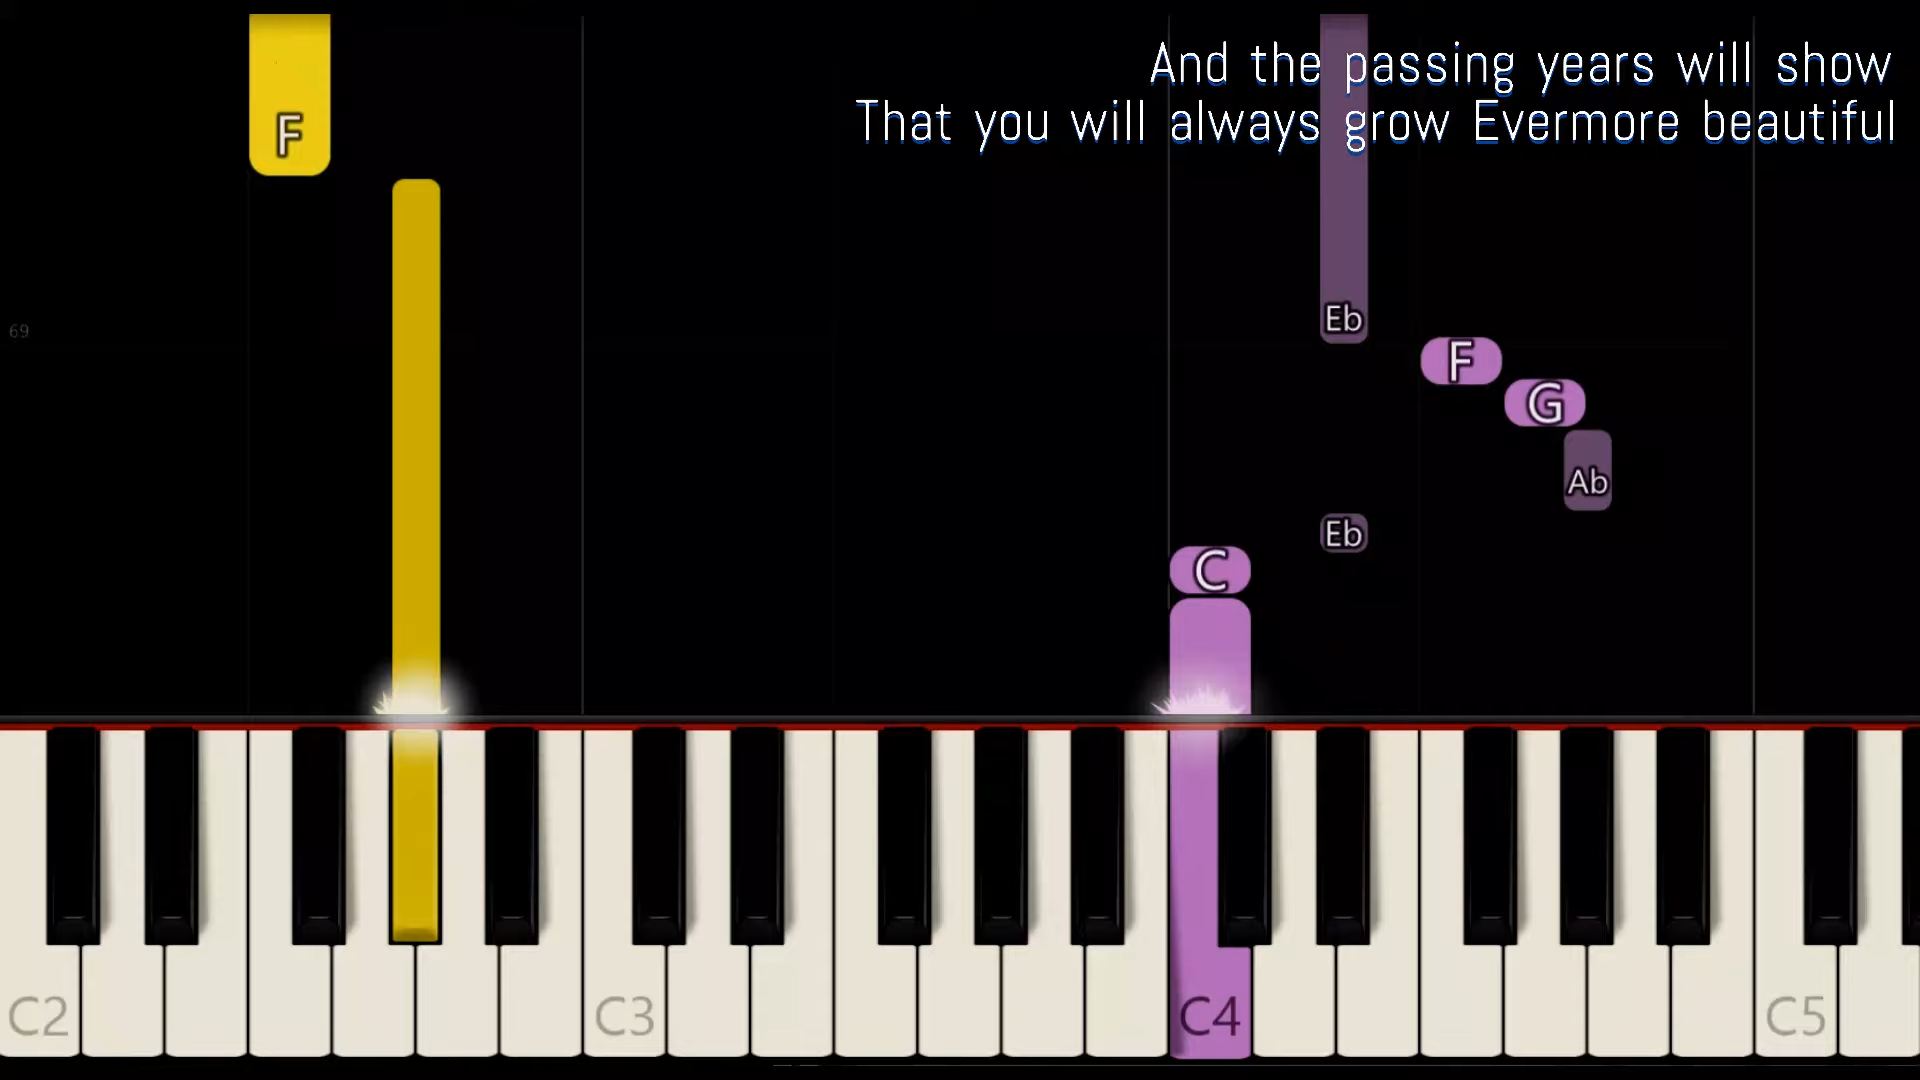 And the passing years will show
That you will always grow Evermore beautiful
F
69
Eb
F
G
Ab
Eb
C
C2
C3
C4
C5